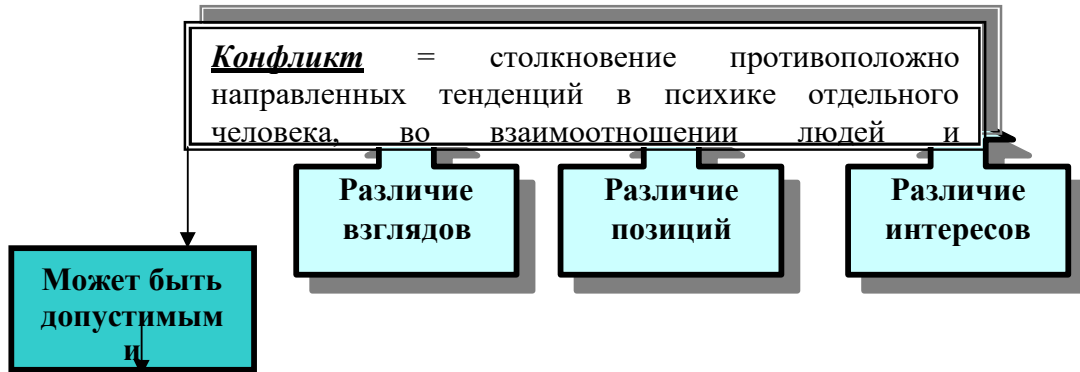 Конфликт = столкновение противоположно
направленных тенденций в психике отдельного
человека, во взаимоотношении людей и
Различие
взглядов
Различие
позиций
Различие
интересов
Может быть
допустимым
и